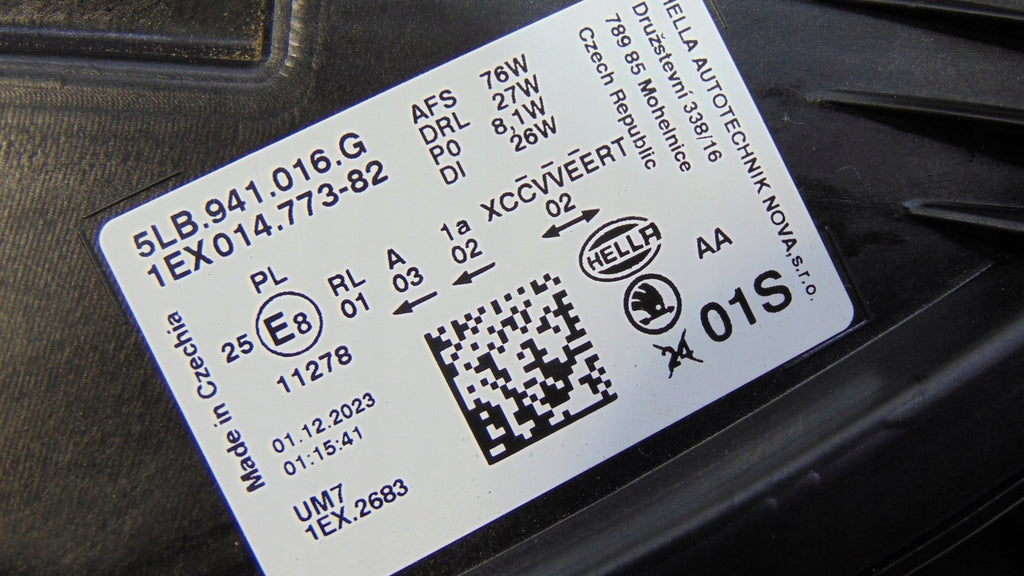 5LB.941.016.G
1EX014.773-82
AFS 76W
DRL 27W
P0 8,1W
DI 26W
HELLA AUTOTECHNIK NOVA,s.r.o.
Družstevní 338/16
789 85 Mohelnice
Czech Republic
PL RL A 1a XCCVVEERT
25 E8 01 03 02 02
11278
HELLA
AA
24 01S
Made in Czechia
01.12.2023
01:15:41
UM7
1EX.2683